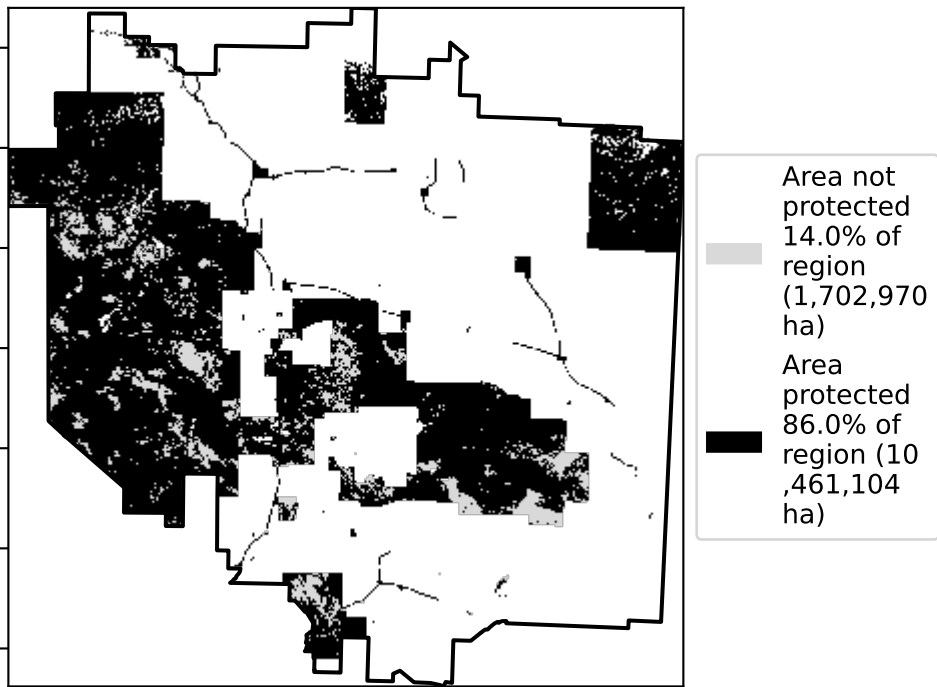 Area not
protected
14.0% of
region
(1,702,970
ha)
Area
protected
86.0% of
region (10
,461,104
ha)